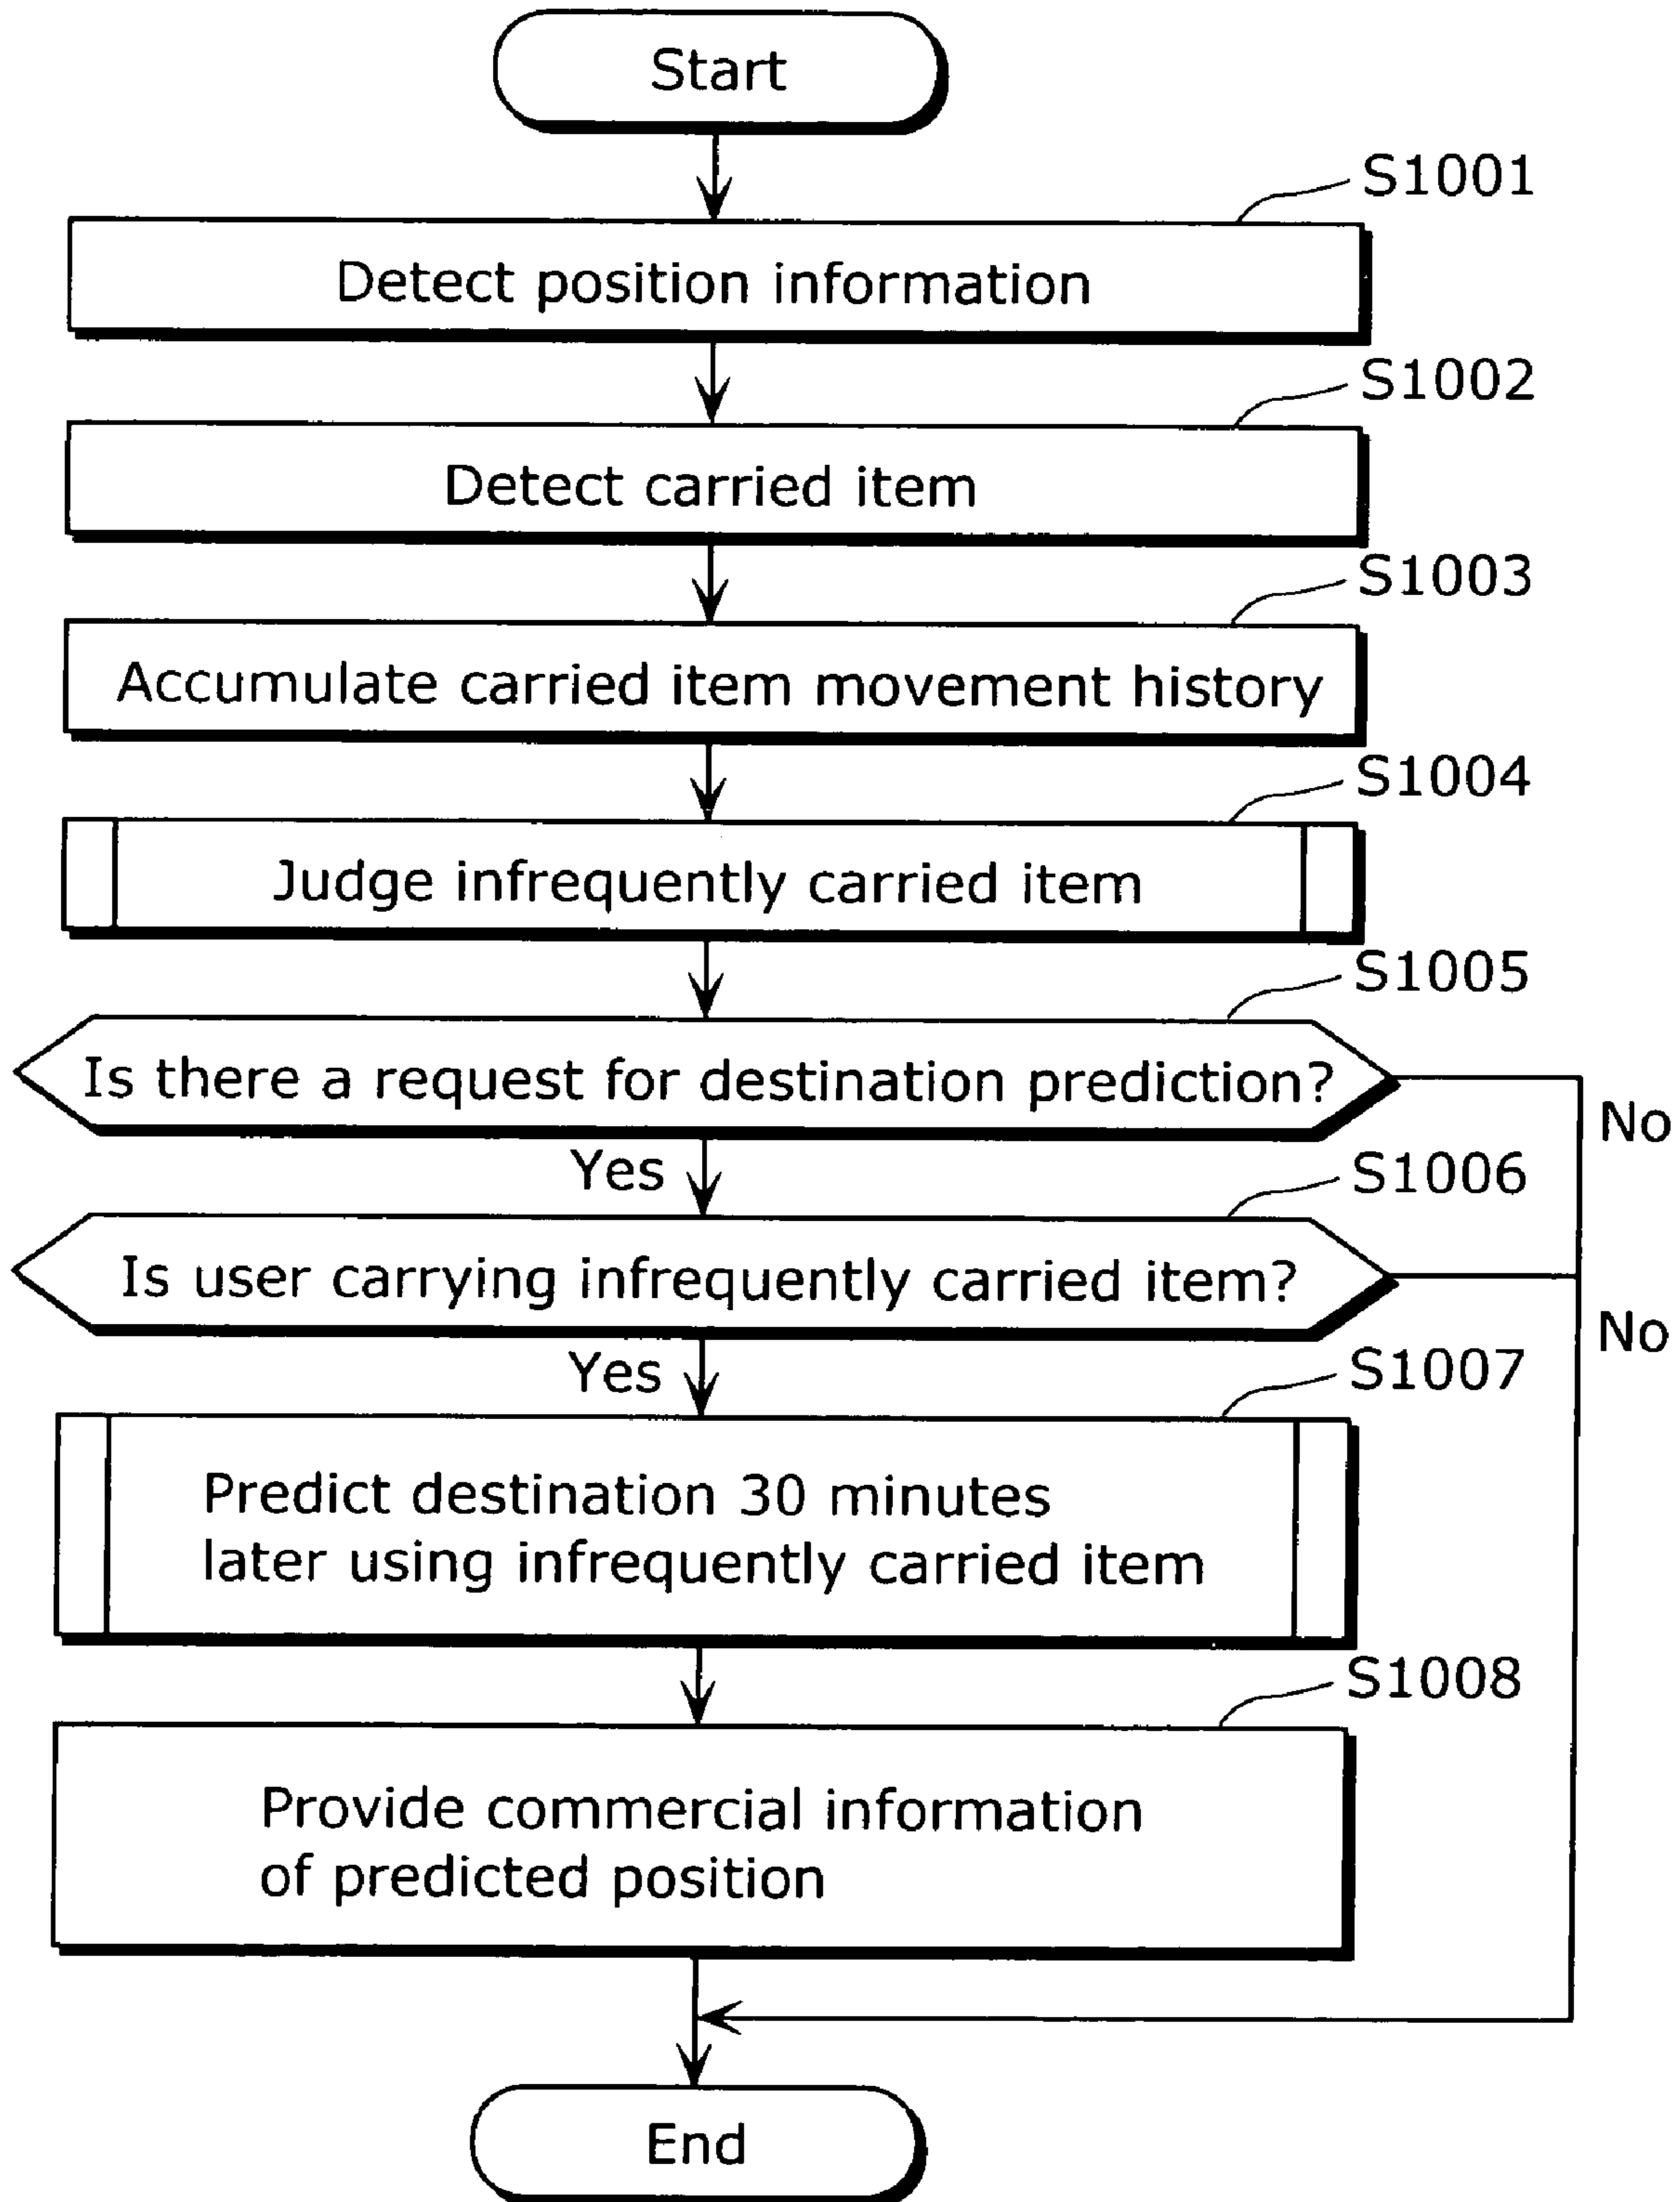 Start
S1001
Detect position information
S1002
Detect carried item
S1003
Accumulate carried item movement history
S1004
Judge infrequently carried item
S1005
Is there a request for destination prediction?
No
Yes
S1006
Is user carrying infrequently carried item?
No
Yes
S1007
Predict destination 30 minutes
later using infrequently carried item
S1008
Provide commercial information
of predicted position
End